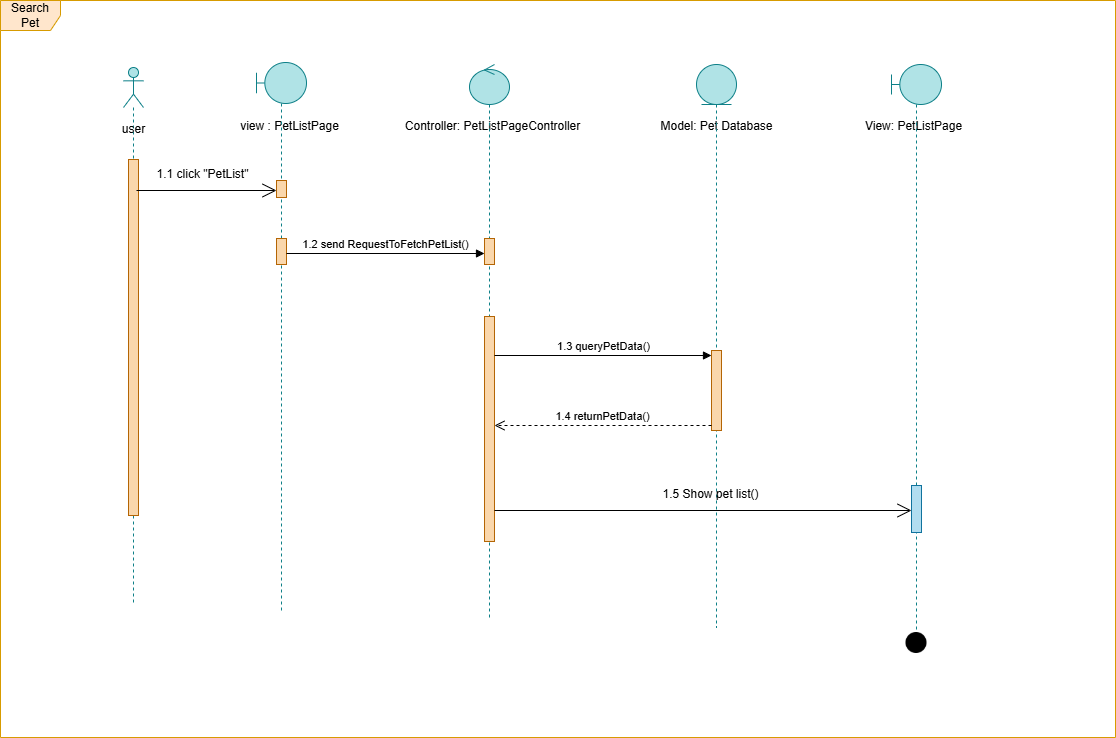 Search
Pet
user
view : PetListPage
Controller: PetListPageController
Model: Pet Database
View: PetListPage
1.1 click "PetList"
1.2 send RequestToFetchPetList()
1.3 queryPetData()
1.4 returnPetData()
1.5 Show pet list()